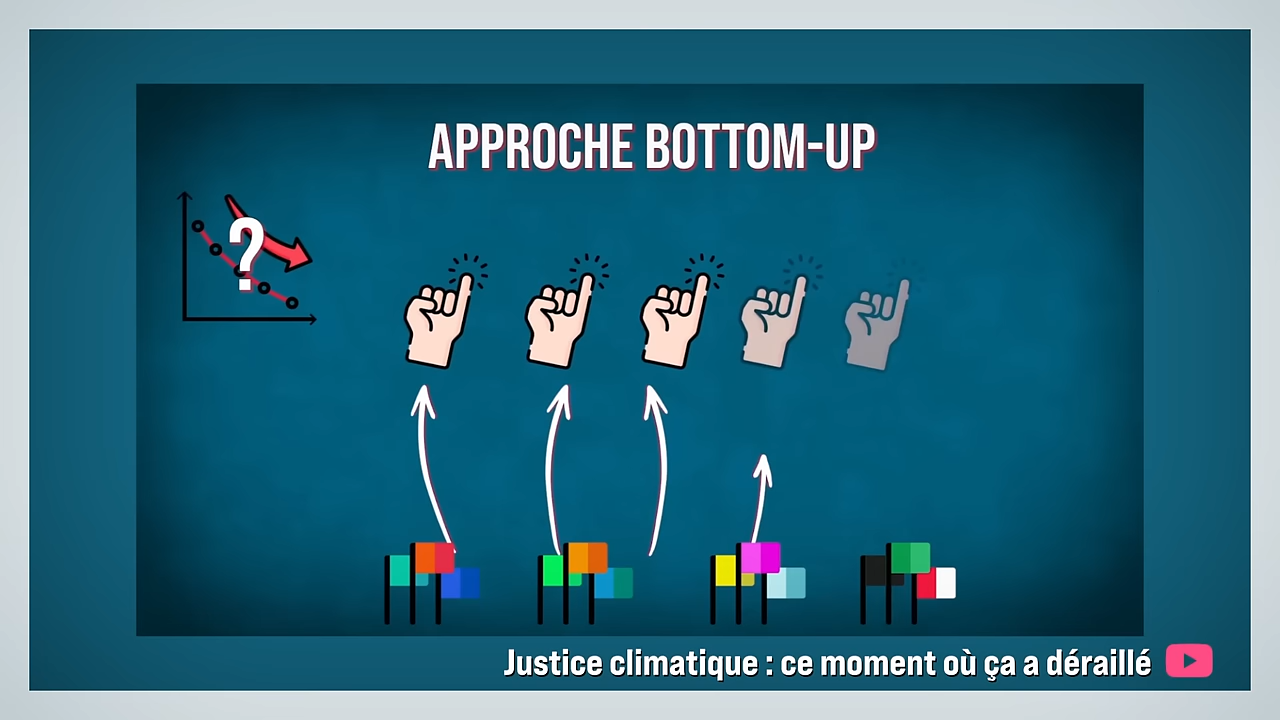 APPROCHE BOTTOM-UP
?
Justice climatique : ce moment où ça a déraillé